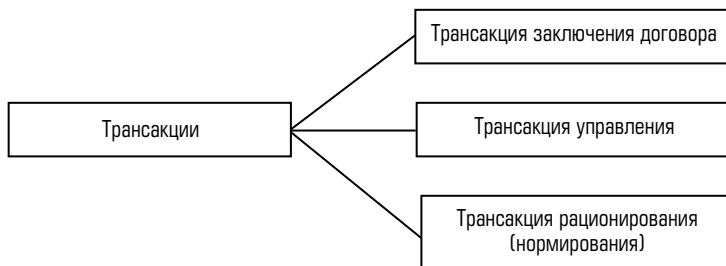 Трансакция заключения договора
Трансакции
Трансакция управления
Трансакция рационирования
(нормирования)